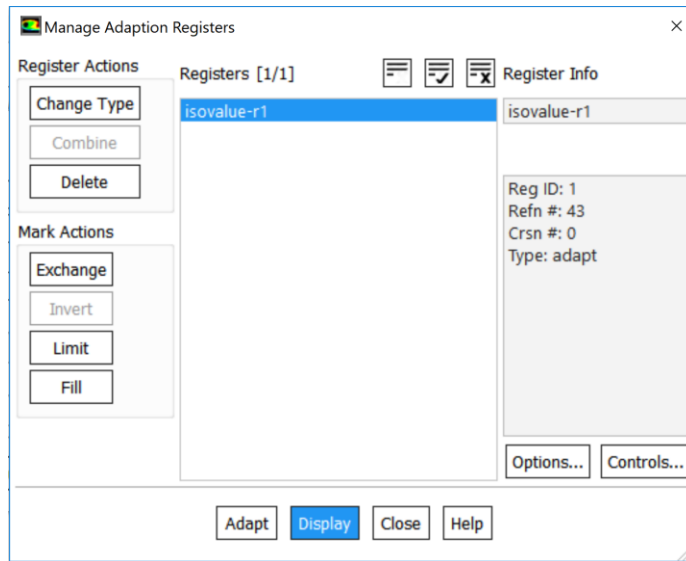 Manage Adaption Registers
Register Actions
Change Type
Combine
Delete
Mark Actions
Exchange
Invert
Limit
Fill
Registers [1/1]
isovalue-r1
Register Info
isovalue-r1
Reg ID: 1
Refn #: 43
Crsn #: 0
Type: adapt
Options...
Controls...
Adapt
Display
Close
Help